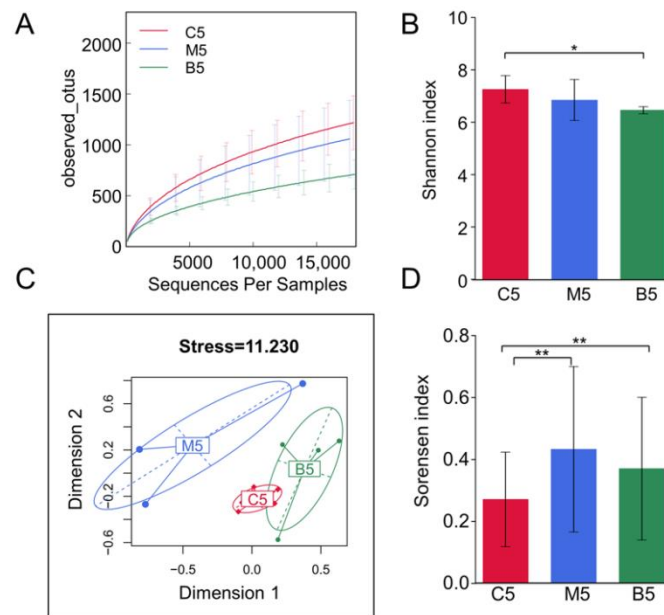 A
observed_otus
2000
1500
1000
500
0
C5
M5
B5
5000 10,000 15,000
Sequences Per Samples
B
Shannon index
10
8
6
4
2
0
*
C5 M5 B5
C
Stress=11.230
Dimension 2
0.6
0.2
−0.2
−0.6
M5
B5
C5
−0.5 0.0 0.5
Dimension 1
D
Sorensen index
0.8
0.6
0.4
0.2
0.0
**
**
C5 M5 B5